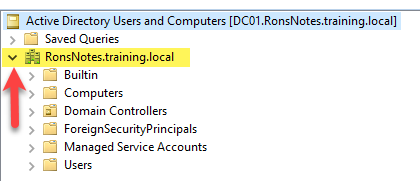 Active Directory Users and Computers [DC01.RonsNotes.training.local]
Saved Queries
RonsNotes.training.local
Builtin
Computers
Domain Controllers
ForeignSecurityPrincipals
Managed Service Accounts
Users